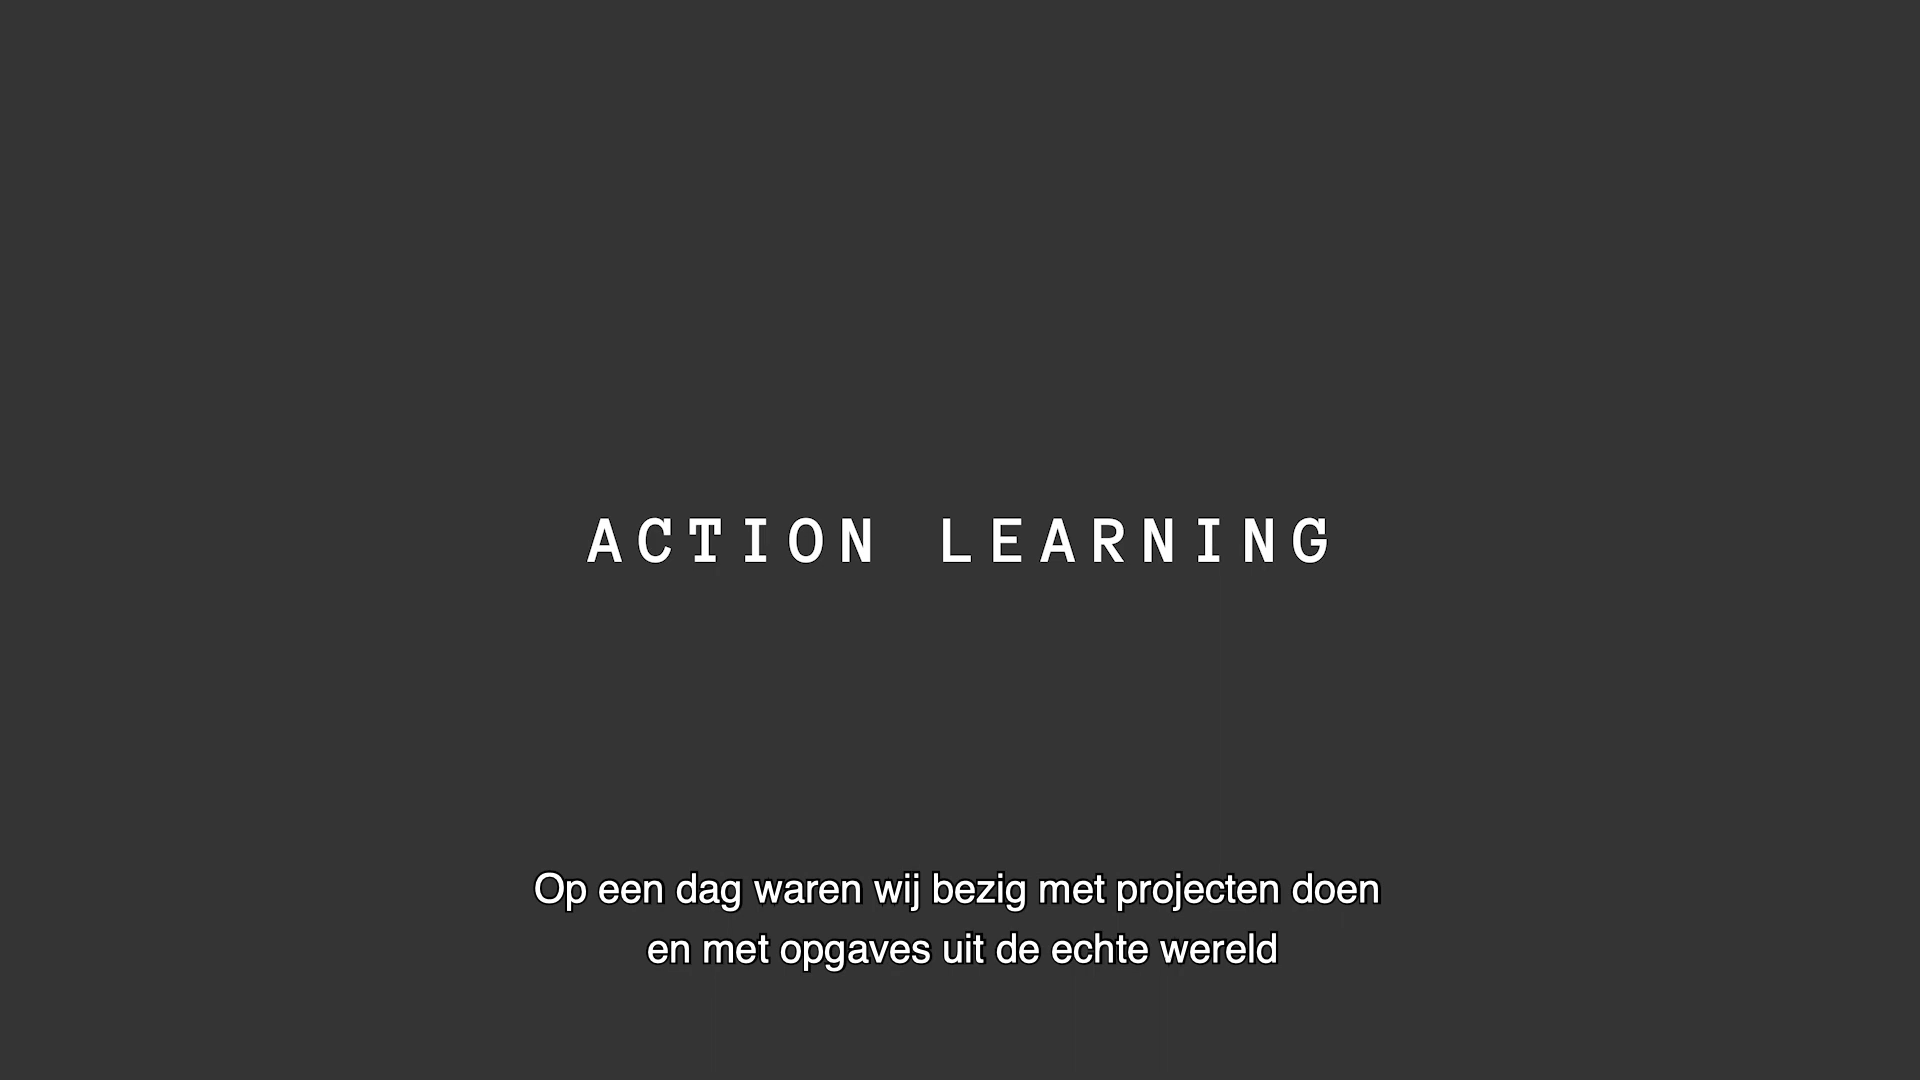 ACTION LEARNING
Op een dag waren wij bezig met projecten doen
en met opgaves uit de echte wereld